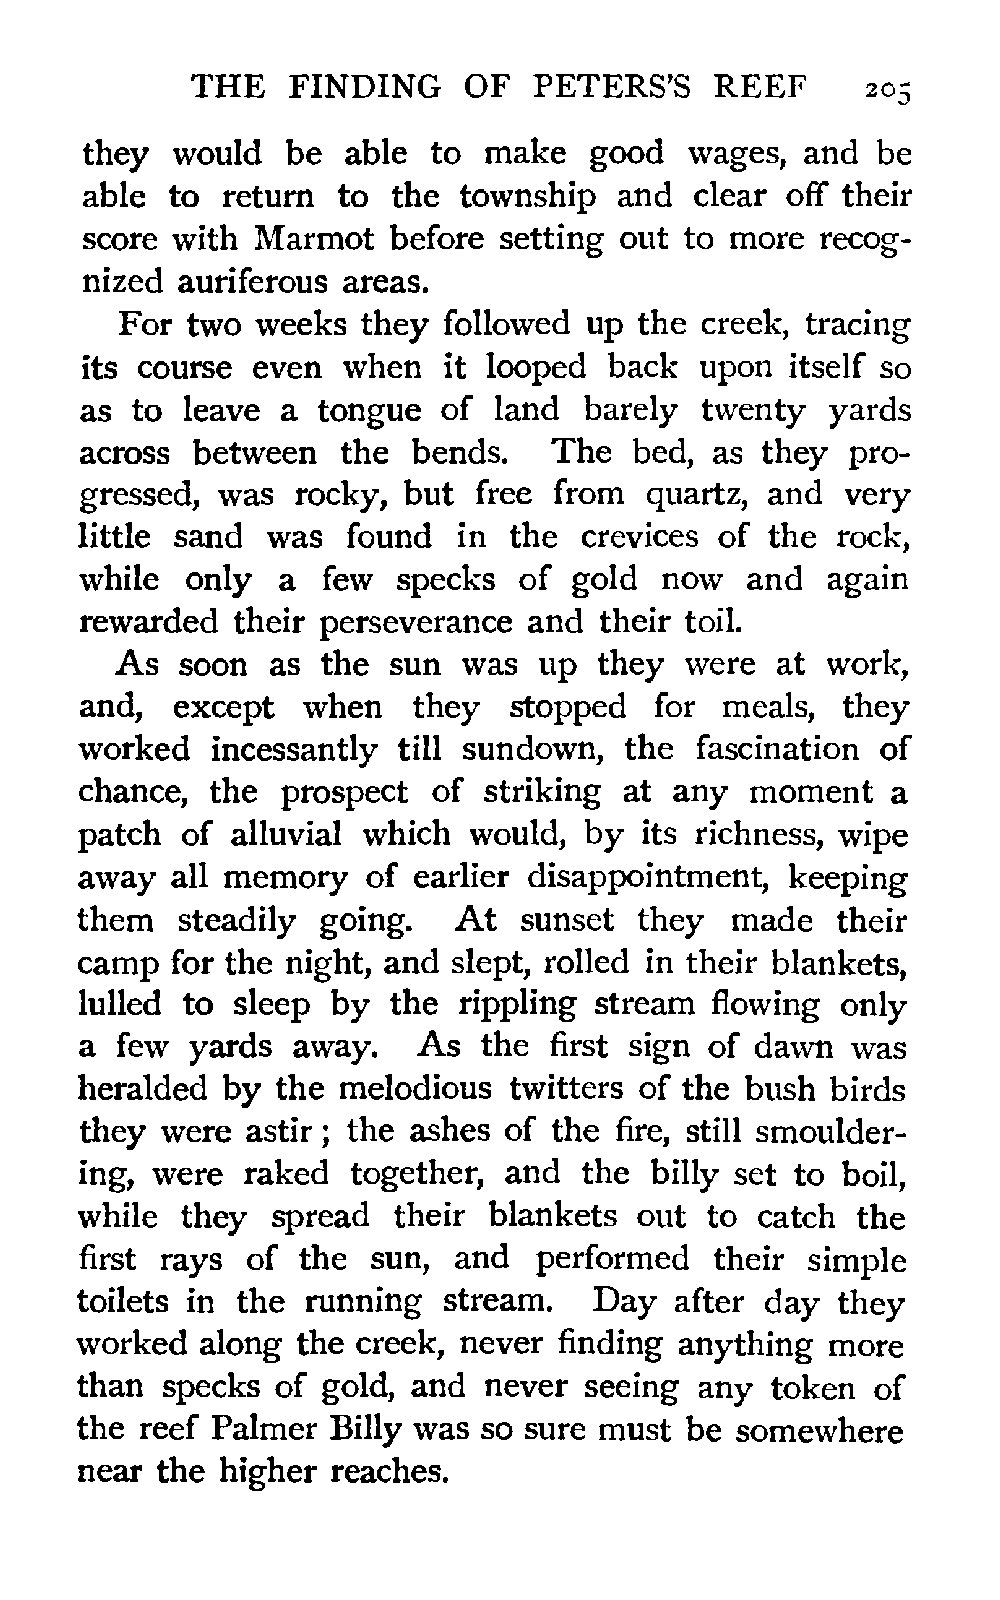 THE FINDING OF PETERS'S REEF 205
they would be able to make good wages, and be
able to return to the township and clear off their
score with Marmot before setting out to more recog-
nized auriferous areas.
For two weeks they followed up the creek, tracing
its course even when it looped back upon itself so
as to leave a tongue of land barely twenty yards
across between the bends. The bed, as they pro-
gressed, was rocky, but free from quartz, and very
little sand was found in the crevices of the rock,
while only a few specks of gold now and again
rewarded their perseverance and their toil.
As soon as the sun was up they were at work,
and, except when they stopped for meals, they
worked incessantly till sundown, the fascination of
chance, the prospect of striking at any moment a
patch of alluvial which would, by its richness, wipe
away all memory of earlier disappointment, keeping
them steadily going. At sunset they made their
camp for the night, and slept, rolled in their blankets,
lulled to sleep by the rippling stream flowing only
a few yards away. As the first sign of dawn was
heralded by the melodious twitters of the bush birds
they were astir ; the ashes of the fire, still smoulder-
ing, were raked together, and the billy set to boil,
while they spread their blankets out to catch the
first rays of the sun, and performed their simple
toilets in the running stream. Day after day they
worked along the creek, never finding anything more
than specks of gold, and never seeing any token of
the reef Palmer Billy was so sure must be somewhere
near the higher reaches.